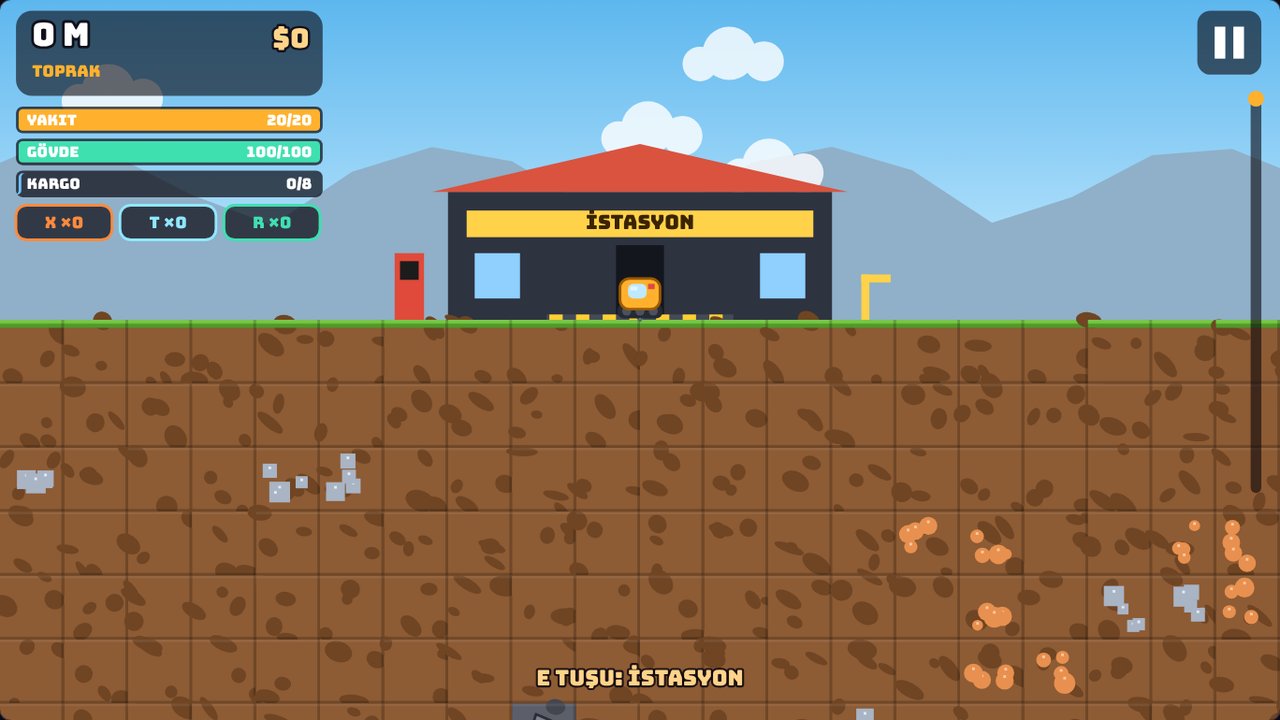 0 M
$0
TOPRAK
YAKIT 20/20
GÖVDE 100/100
KARGO 0/8
X ×0
T ×0
R ×0
İSTASYON
E TUŞU: İSTASYON